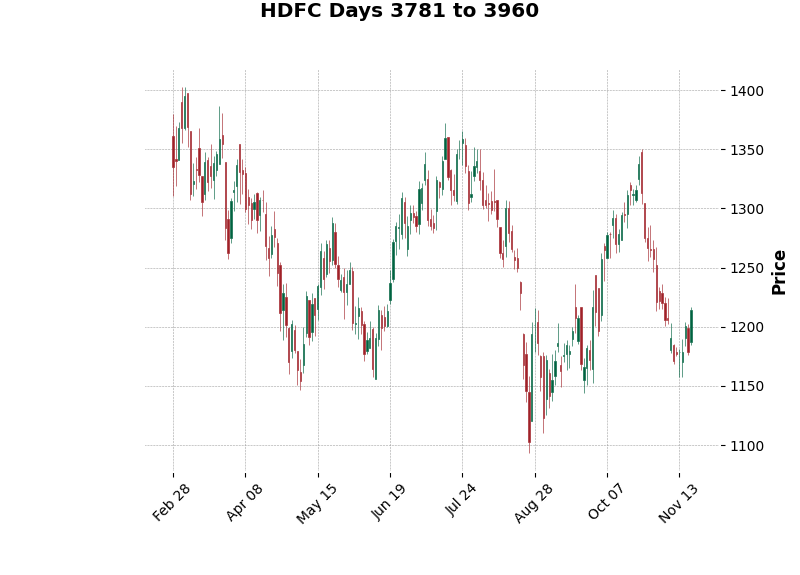 HDFC Days 3781 to 3960
1400
1350
1300
1250
1200
1150
1100
Price
Feb 28
Apr 08
May 15
Jun 19
Jul 24
Aug 28
Oct 07
Nov 13